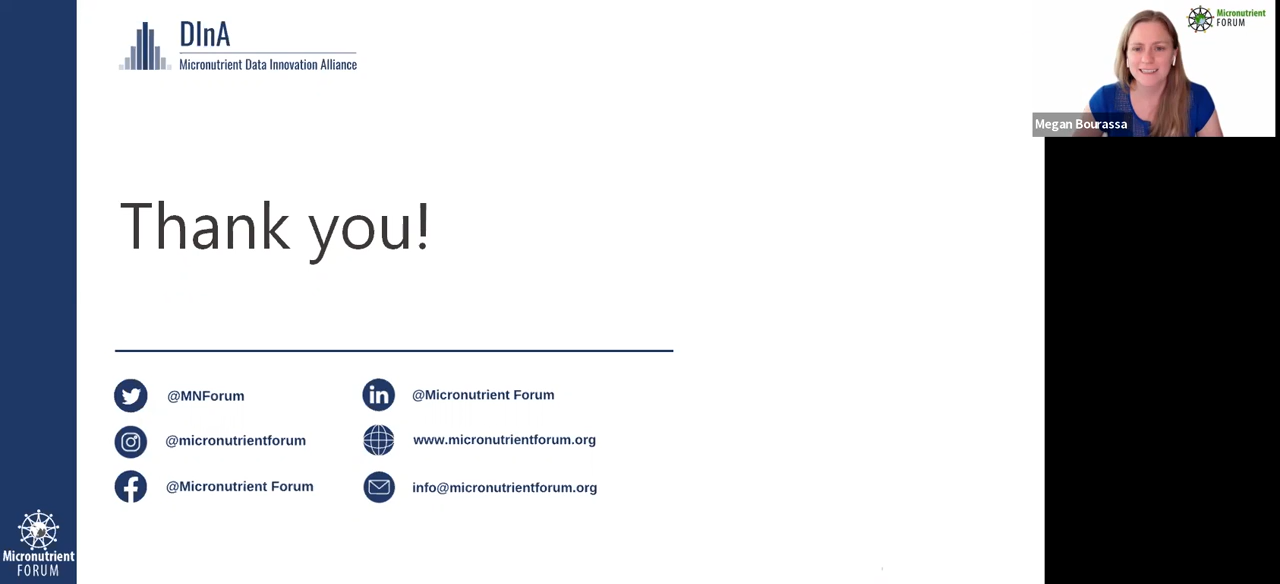 DInA
Micronutrient Data Innovation Alliance
Micronutrient
FORUM
Megan Bourassa
Thank you!
@MNForum
@Micronutrient Forum
@micronutrientforum
www.micronutrientforum.org
@Micronutrient Forum
info@micronutrientforum.org
Micronutrient
FORUM